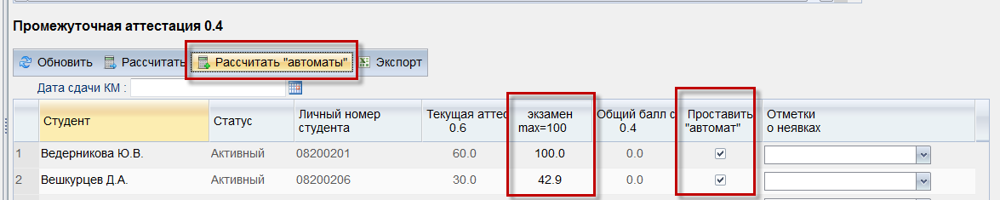 Промежуточная аттестация 0.4
Обновить Рассчитать Рассчитать "автоматы" Экспорт
Дата сдачи КМ :
Студент Статус Личный номер студента Текущая 0.6 экзамен max=100 Общий балл с 0.4 Проставить "автомат" Отметки о неявках
1 Ведерникова Ю.В. Активный 08200201 60.0 100.0 0.0
2 Вешкурцев Д.А. Активный 08200206 30.0 42.9 0.0